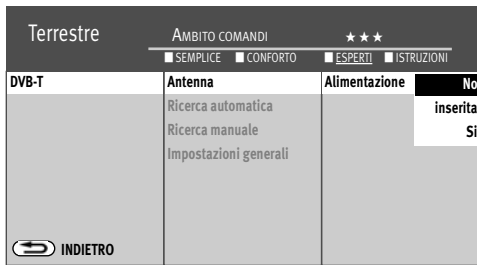 Terrestre AMBITO COMANDI ★★★
SEMPLICE CONFORTO ESPERTI ISTRUZIONI
DVB-T Antenna Alimentazione No
Ricerca automatica inserita
Ricerca manuale Si
Impostazioni generali
INDIETRO